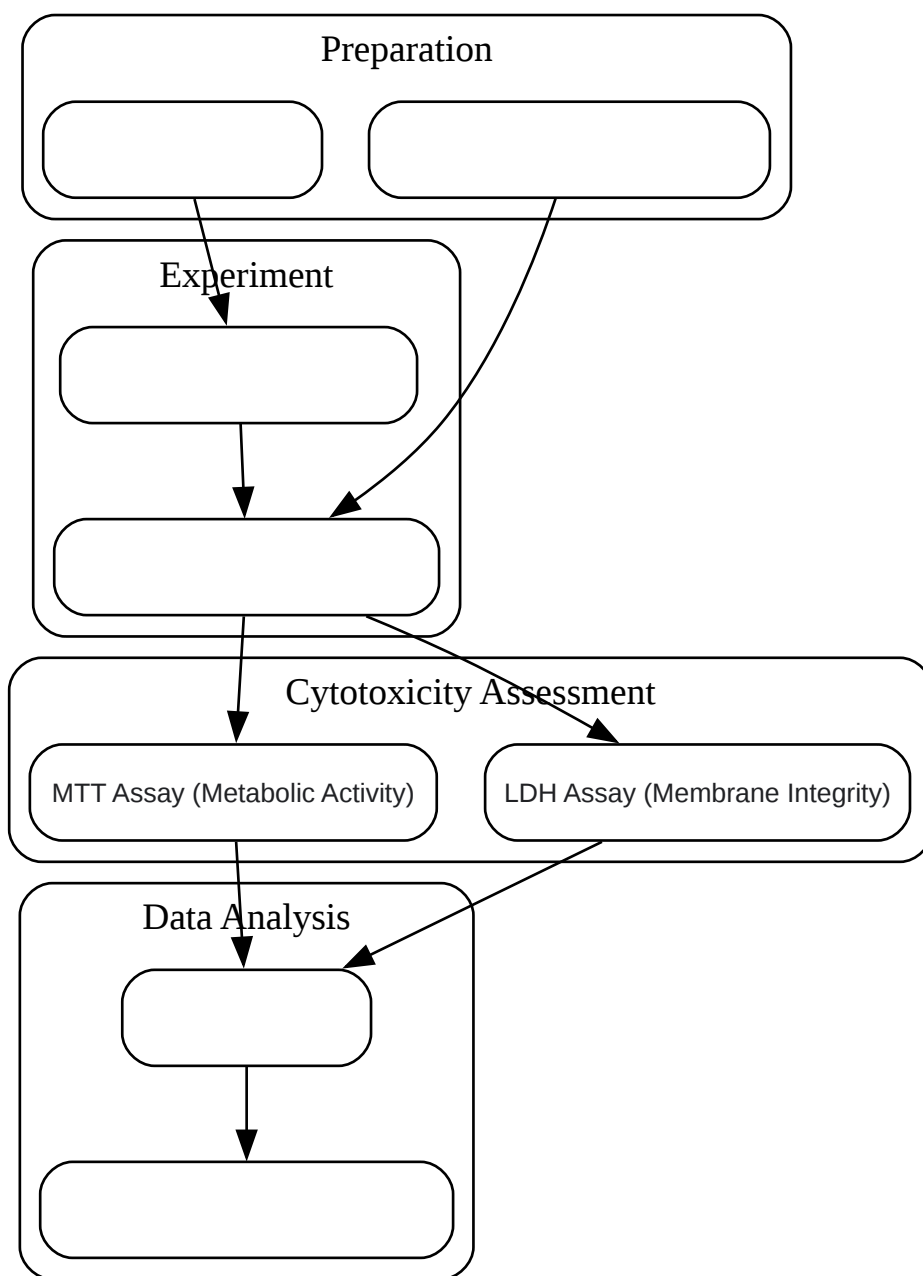 Preparation
Experiment
Cytotoxicity Assessment
MTT Assay (Metabolic Activity)
LDH Assay (Membrane Integrity)
Data Analysis